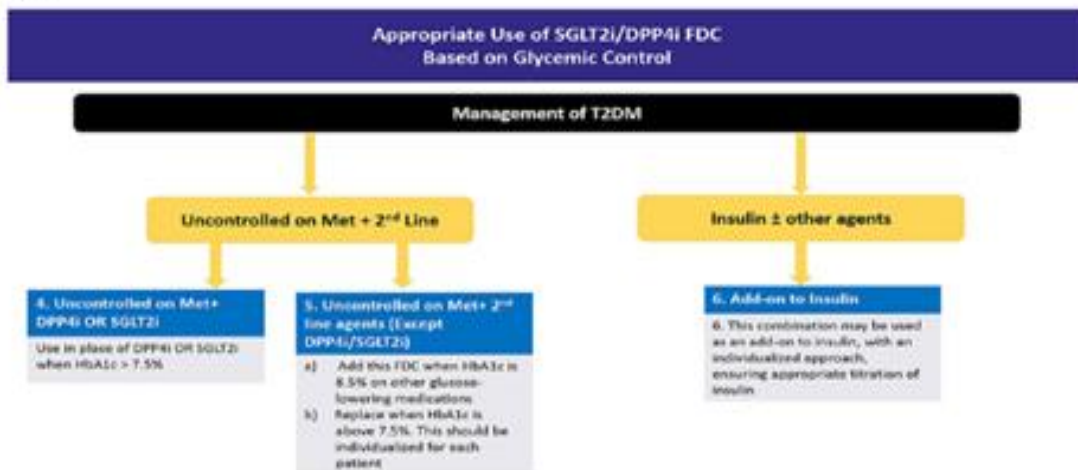 Appropriate Use of SGLT2i/DPP4i FDC
Based on Glycemic Control
Management of T2DM
Uncontrolled on Met + 2nd Line
Insulin ± other agents
4. Uncontrolled on Met+
DPP4i OR SGLT2i
Use in place of DPP4i OR SGLT2i
when HbA1c > 7.5%
5. Uncontrolled on Met+ 2nd
line agents (Except
DPP4i/SGLT2i)
a) Add this FDC when HbA1c is
8.5% on other glucose-
lowering medications
b) Replace when HbA1c is
above 7.5%. This should be
individualized for each
patient
6. Add-on to Insulin
6. This combination may be used
as an add-on to insulin, with an
individualized approach,
ensuring appropriate titration of
insulin